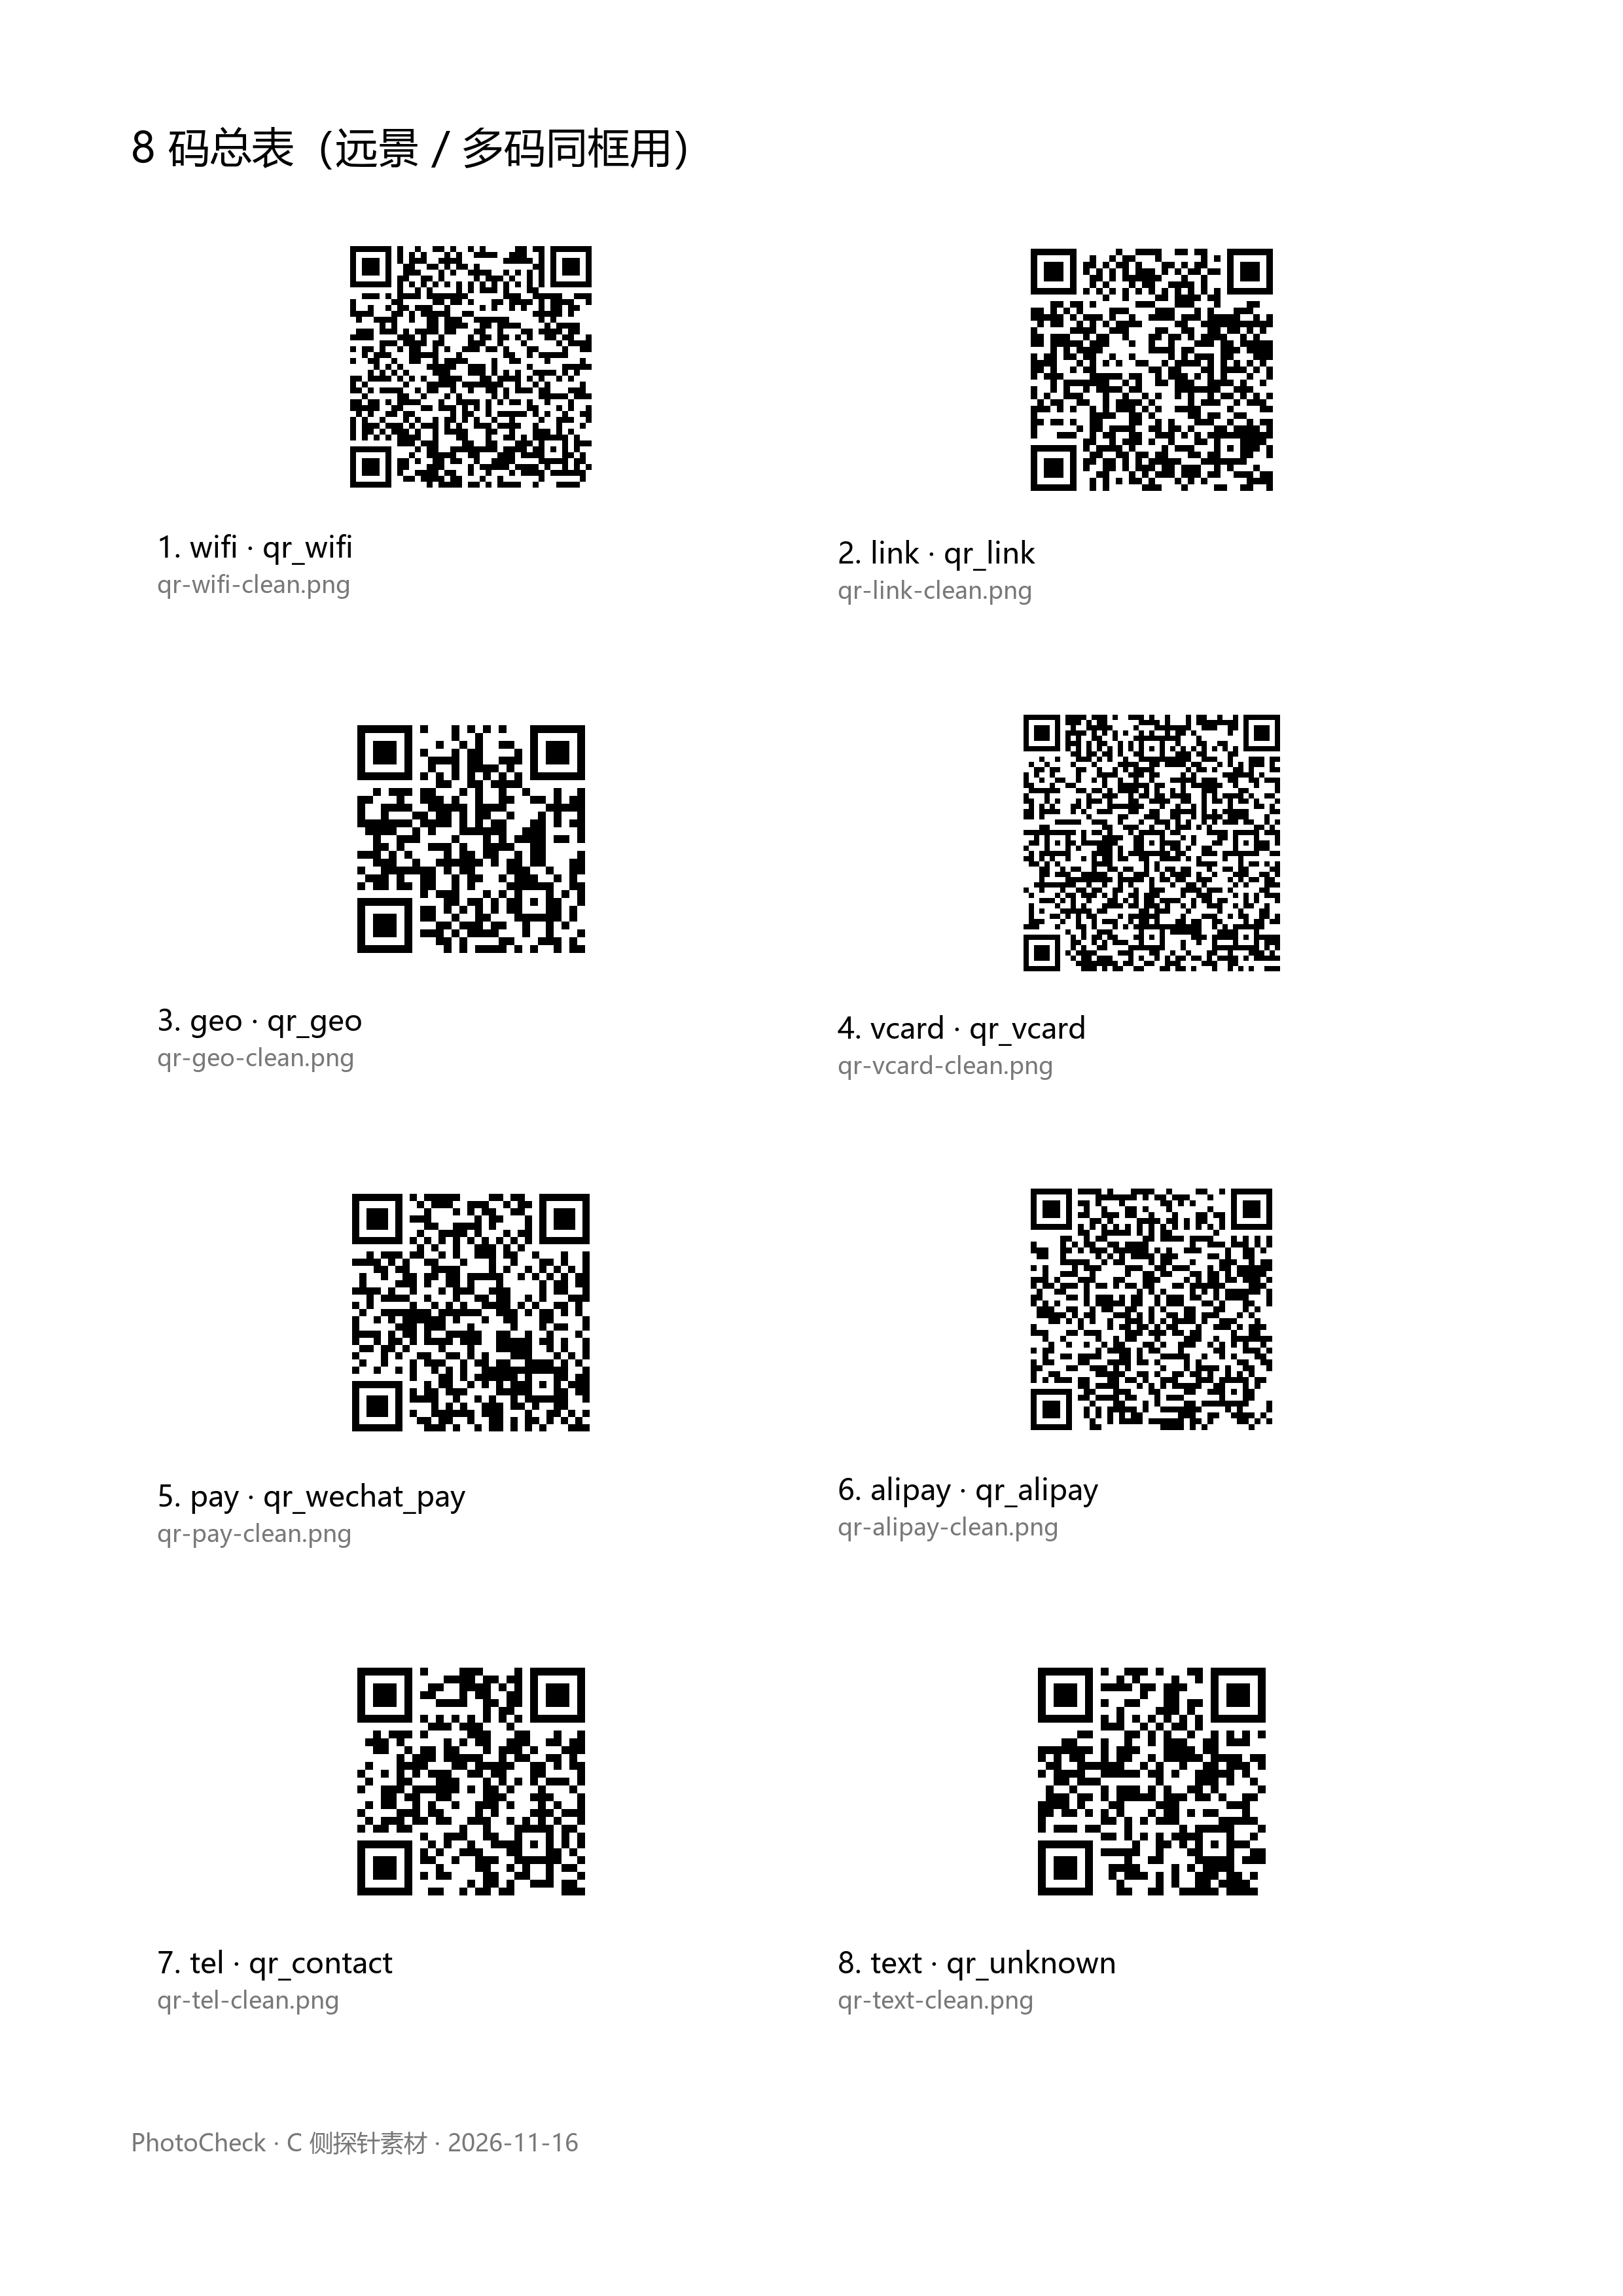 8 码总表（远景 / 多码同框用）
1. wifi · qr_wifi
qr-wifi-clean.png
2. link · qr_link
qr-link-clean.png
3. geo · qr_geo
qr-geo-clean.png
4. vcard · qr_vcard
qr-vcard-clean.png
5. pay · qr_wechat_pay
qr-pay-clean.png
6. alipay · qr_alipay
qr-alipay-clean.png
7. tel · qr_contact
qr-tel-clean.png
8. text · qr_unknown
qr-text-clean.png
PhotoCheck · C 侧探针素材 · 2026-11-16